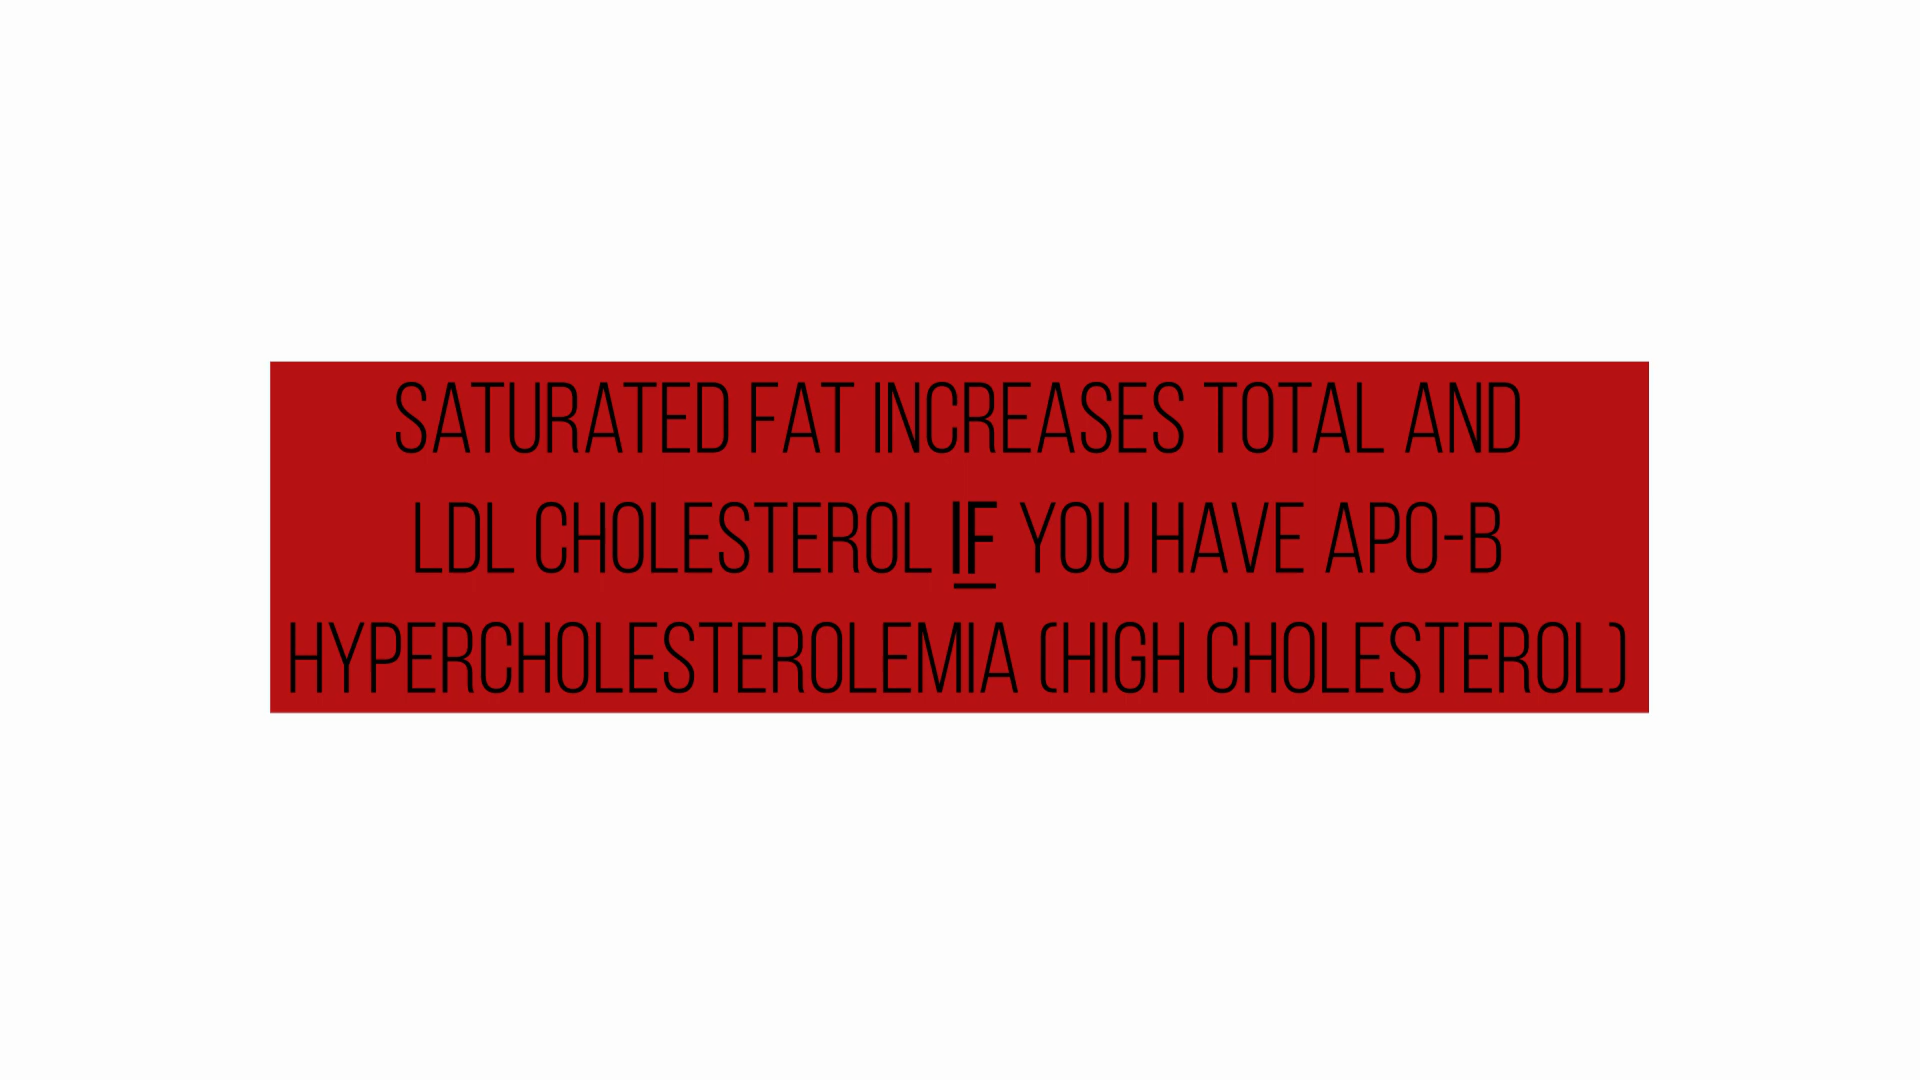 SATURATED FAT INCREASES TOTAL AND
LDL CHOLESTEROL IF YOU HAVE APO-B
HYPERCHOLESTEROLEMIA (HIGH CHOLESTEROL)